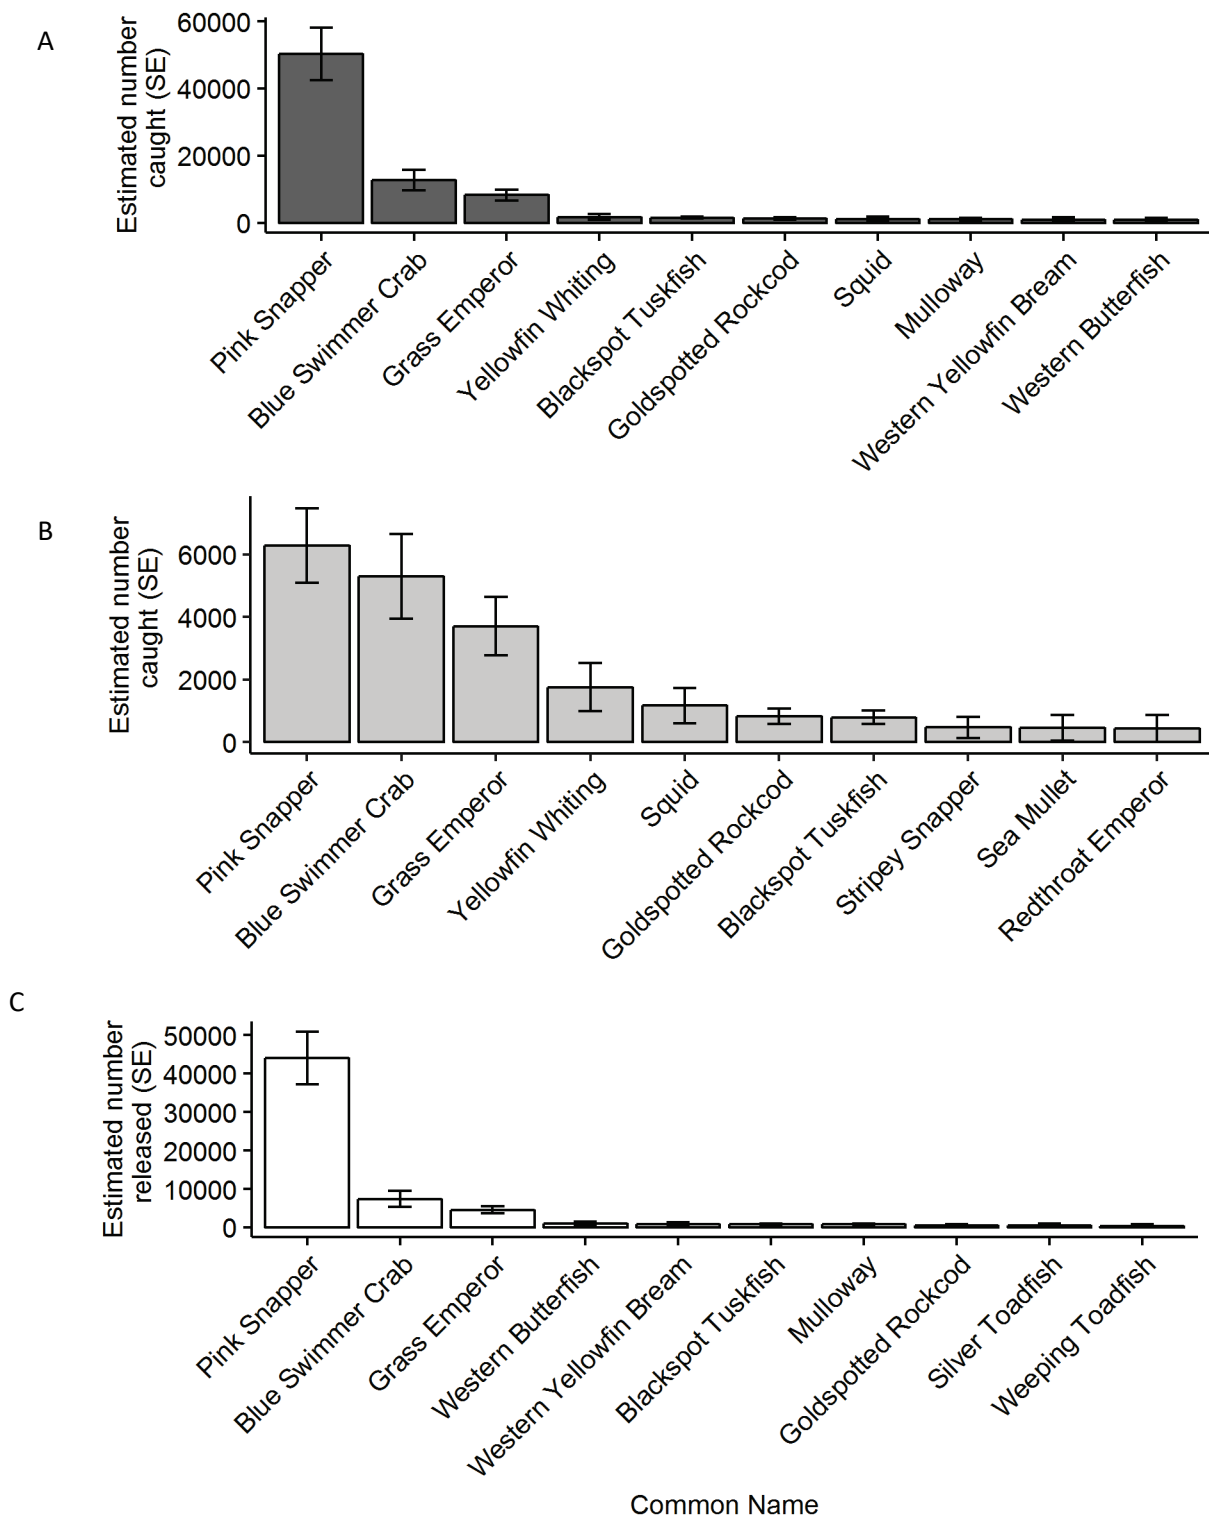 A
Estimated number
caught (SE)
60000
40000
20000
0
Pink Snapper
Blue Swimmer Crab
Grass Emperor
Yellowfin Whiting
Blackspot Tuskfish
Goldspotted Rockcod
Squid
Mulloway
Western Yellowfin Bream
Western Butterfish
B
Estimated number
caught (SE)
6000
4000
2000
0
Pink Snapper
Blue Swimmer Crab
Grass Emperor
Yellowfin Whiting
Squid
Goldspotted Rockcod
Blackspot Tuskfish
Stripey Snapper
Sea Mullet
Redthroat Emperor
C
Estimated number
released (SE)
50000
40000
30000
20000
10000
0
Pink Snapper
Blue Swimmer Crab
Grass Emperor
Western Butterfish
Western Yellowfin Bream
Blackspot Tuskfish
Mulloway
Goldspotted Rockcod
Silver Toadfish
Weeping Toadfish
Common Name